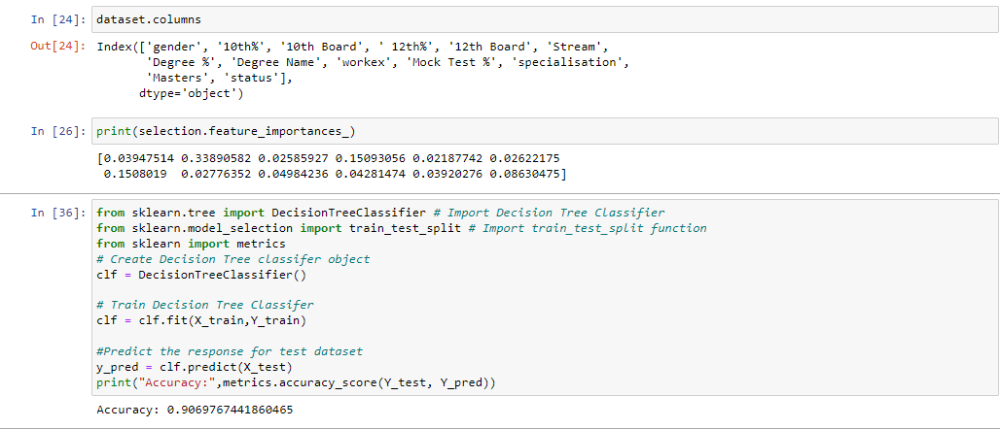 In [24]: dataset.columns
Out[24]: Index(['gender', '10th%', '10th Board', ' 12th%', '12th Board', 'Stream',
'Degree %', 'Degree Name', 'workex', 'Mock Test %', 'specialisation',
'Masters', 'status'],
dtype='object')
In [26]: print(selection.feature_importances_)
[0.03947514 0.33890582 0.02585927 0.15093056 0.02187742 0.02622175
0.1508019  0.02776352 0.04984236 0.04281474 0.03920276 0.08630475]
In [36]: from sklearn.tree import DecisionTreeClassifier # Import Decision Tree Classifier
from sklearn.model_selection import train_test_split # Import train_test_split function
from sklearn import metrics
# Create Decision Tree classifer object
clf = DecisionTreeClassifier()
# Train Decision Tree Classifer
clf = clf.fit(X_train,Y_train)
#Predict the response for test dataset
y_pred = clf.predict(X_test)
print("Accuracy:",metrics.accuracy_score(Y_test, Y_pred))
Accuracy: 0.9069767441860465